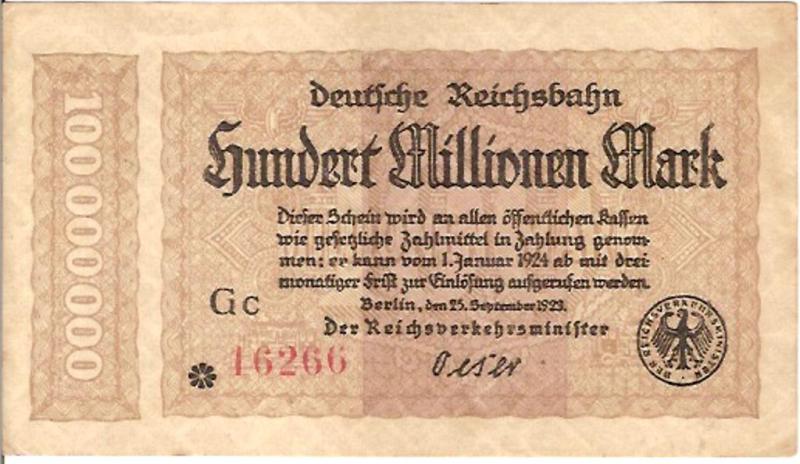 100 000 000
Deutsche Reichsbahn
Hundert Millionen Mark
Dieser Schein wird an allen öffentlichen Kassen
wie gesetzliche Zahlmittel in Zahlung genom-
men: er kann vom 1. Januar 1924 ab mit drei
monatiger Frist zur Einlösung aufgerufen werden.
Berlin, den 25. September 1923.
Gc
Der Reichsverkehrsminister
* 16266
Oeser
DER REICHSVERKEHRSMINISTER